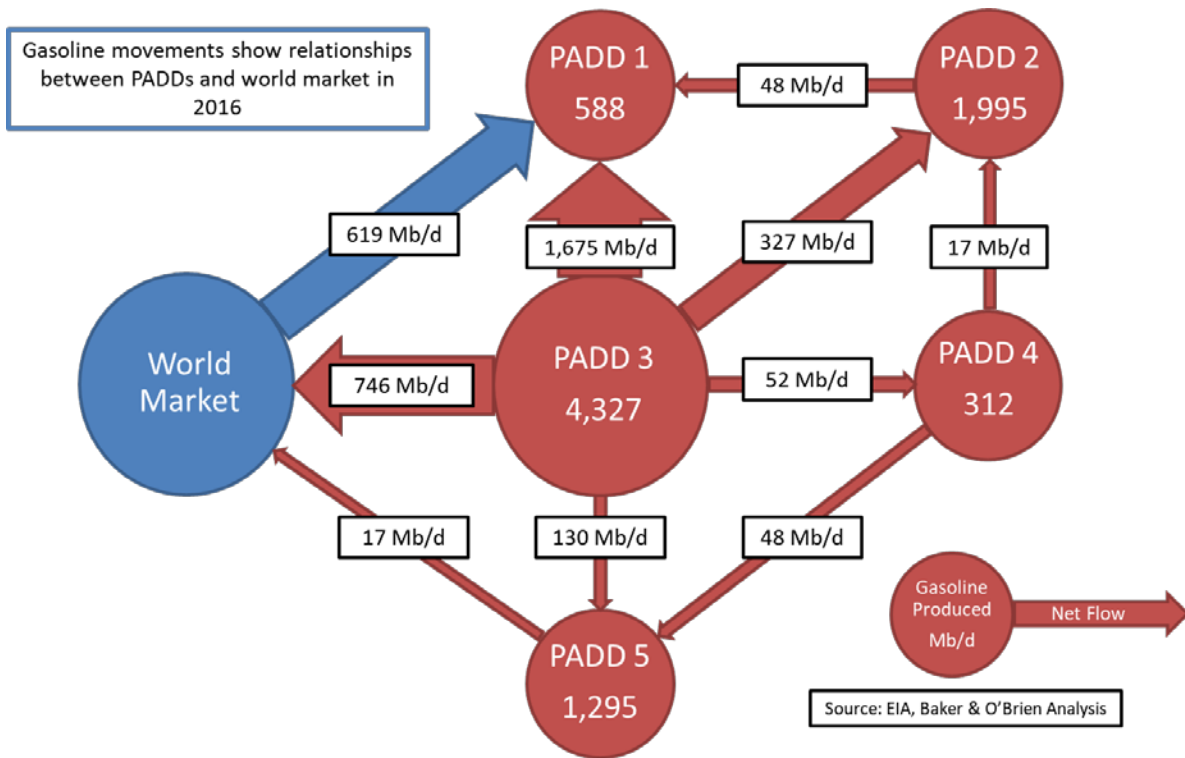 Gasoline movements show relationships
between PADDs and world market in
2016
PADD 1
588
48 Mb/d
PADD 2
1,995
619 Mb/d
1,675 Mb/d
327 Mb/d
17 Mb/d
World
Market
746 Mb/d
PADD 3
4,327
52 Mb/d
PADD 4
312
17 Mb/d
130 Mb/d
48 Mb/d
PADD 5
1,295
Gasoline
Produced
Mb/d
Net Flow
Source: EIA, Baker & O’Brien Analysis